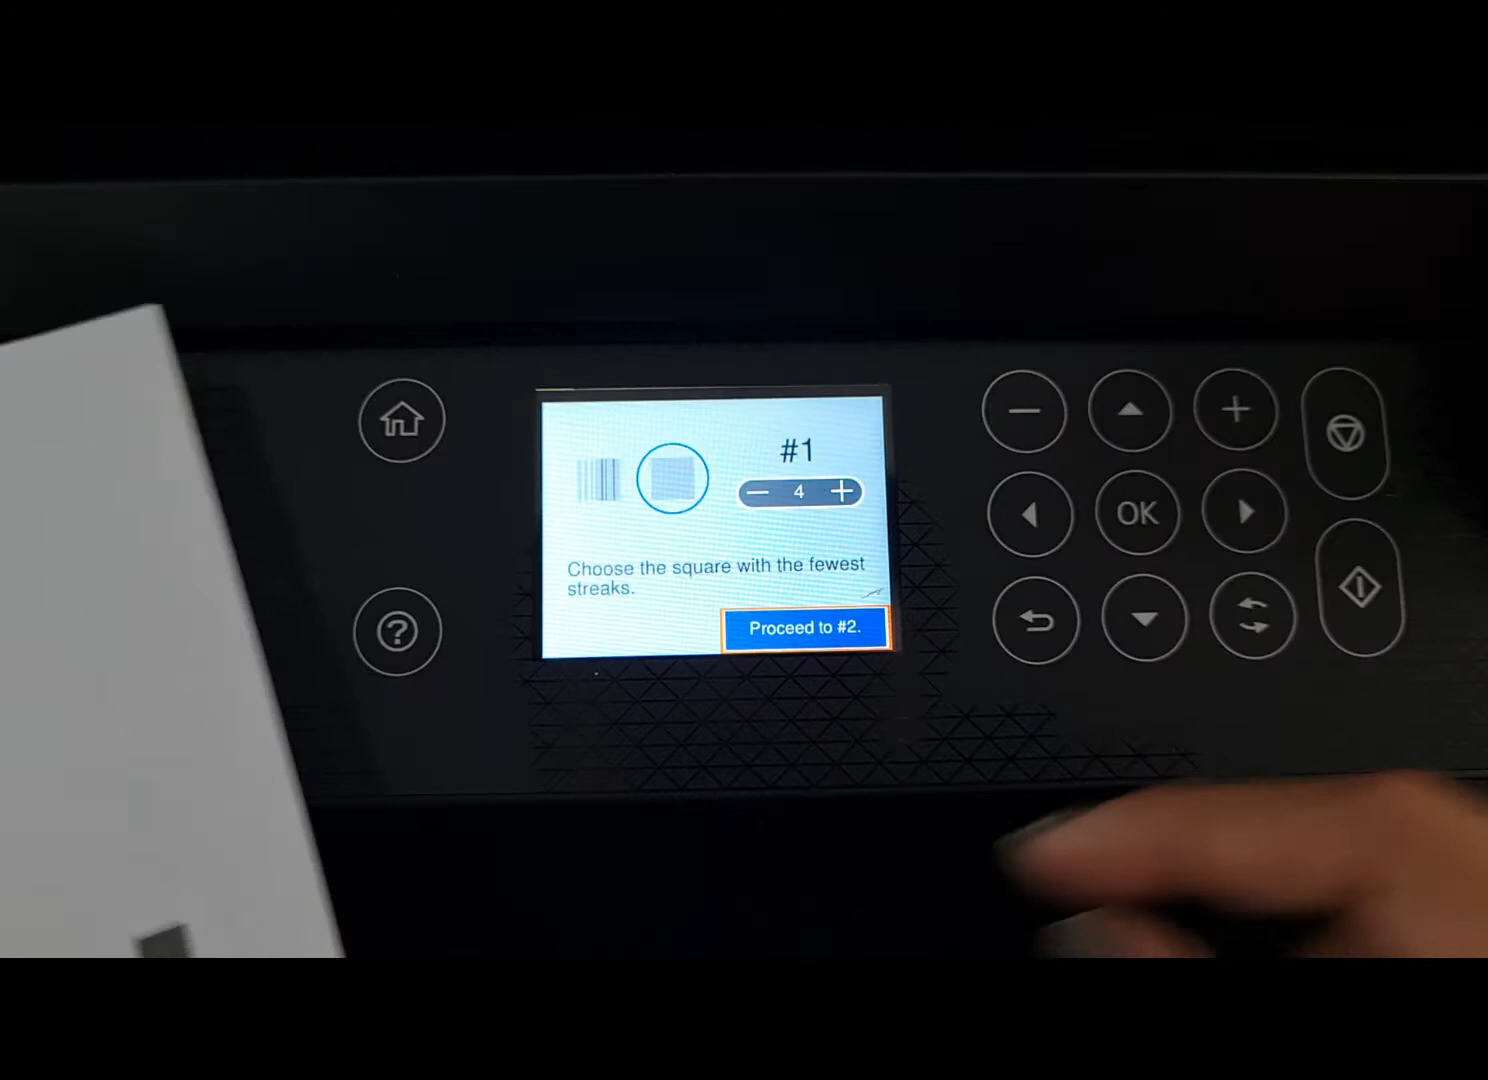 #1
− 4 +
Choose the square with the fewest
streaks.
Proceed to #2.
OK
?